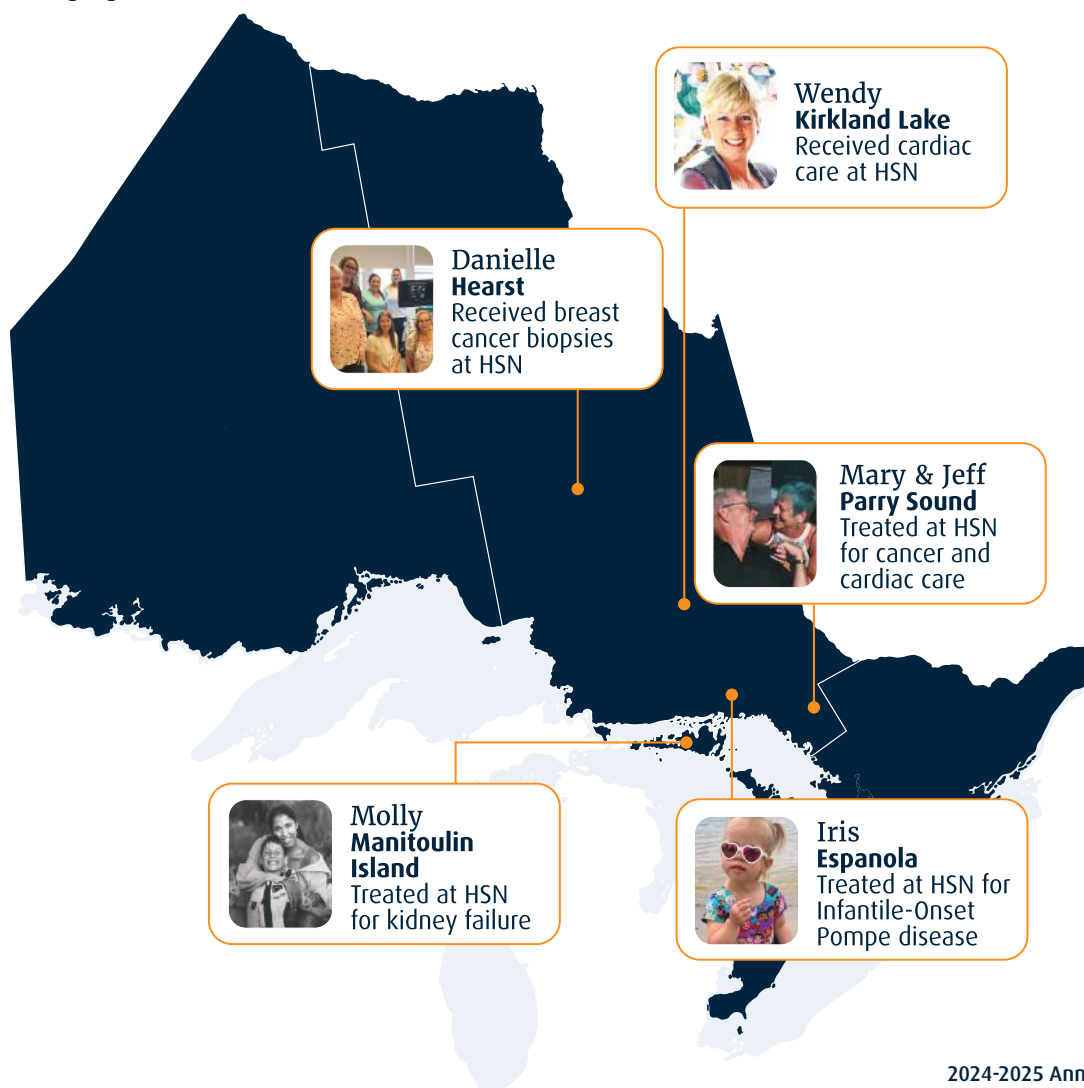 Wendy
Kirkland Lake
Received cardiac
care at HSN
Danielle
Hearst
Received breast
cancer biopsies
at HSN
Mary & Jeff
Parry Sound
Treated at HSN
for cancer and
cardiac care
Molly
Manitoulin
Island
Treated at HSN
for kidney failure
Iris
Espanola
Treated at HSN for
Infantile-Onset
Pompe disease
2024-2025 Ann